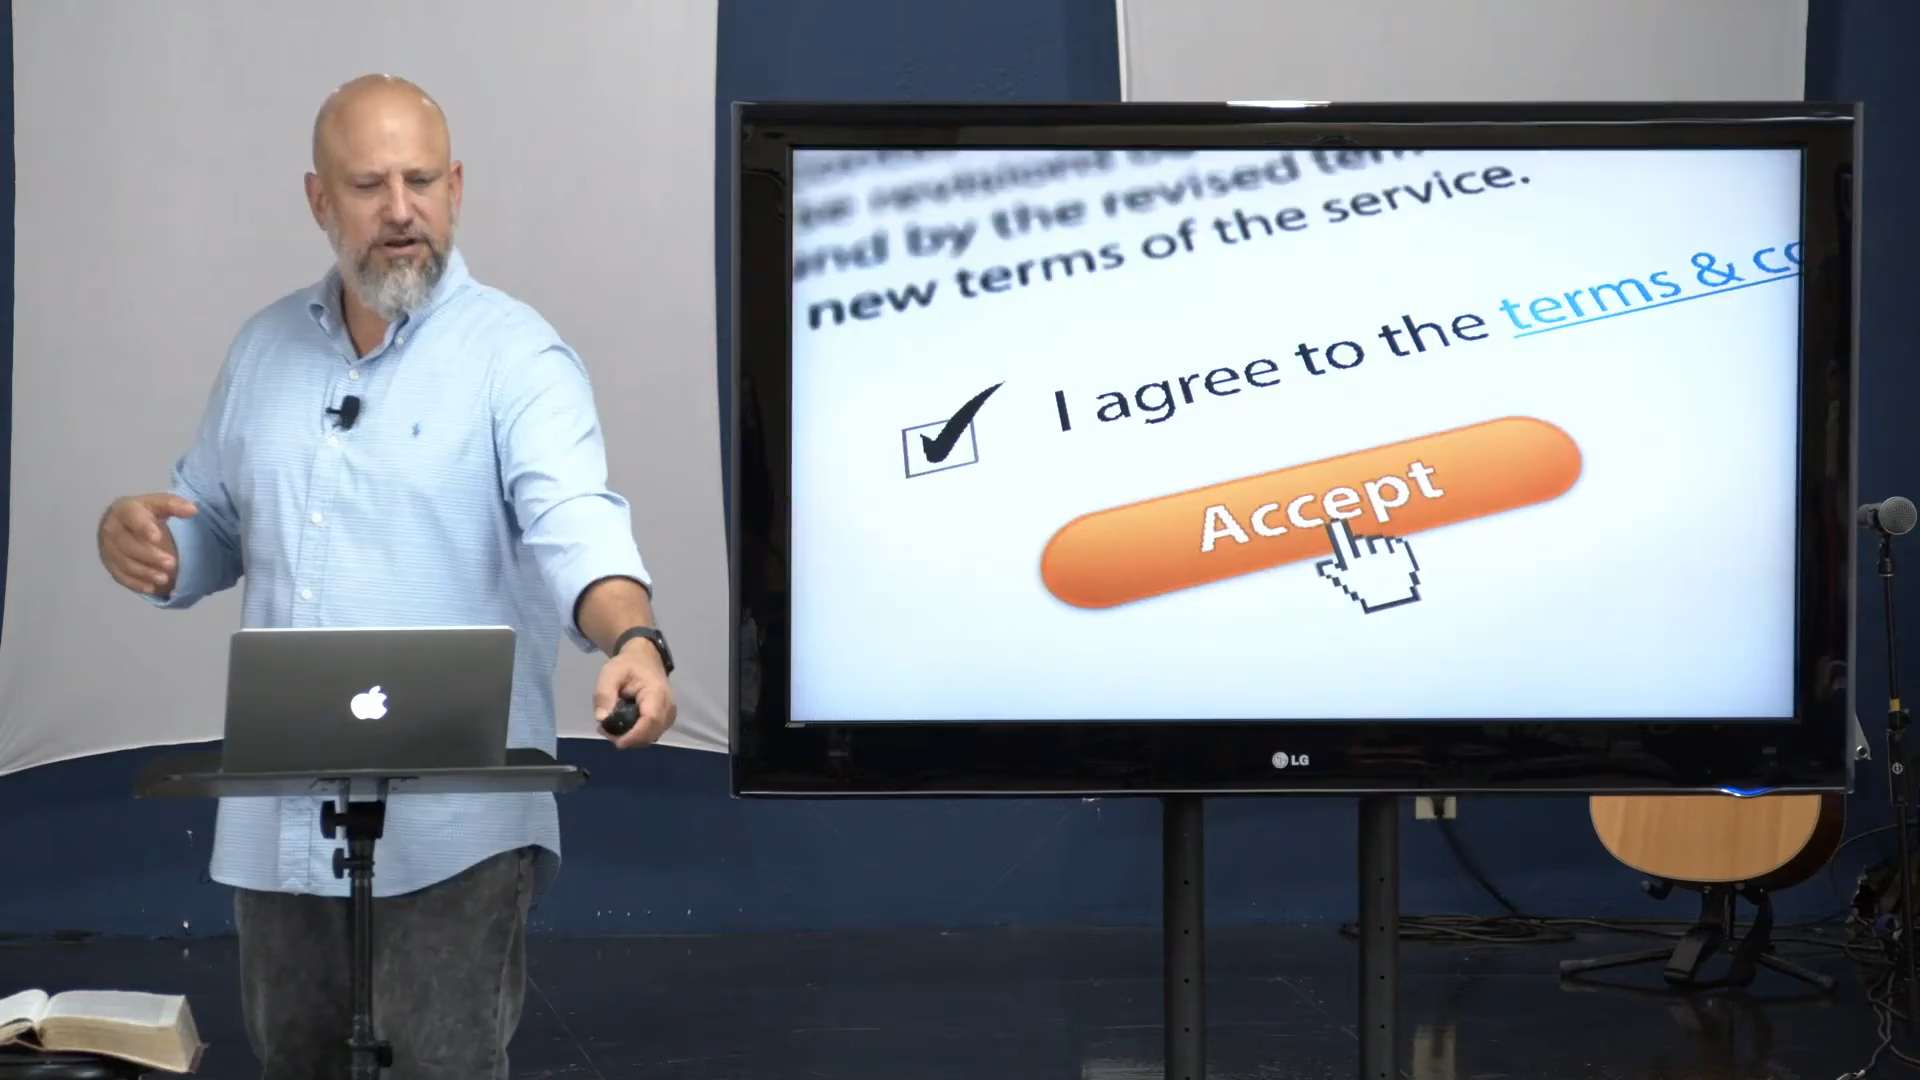 and by the revised
new terms of the service.
I agree to the terms &
Accept
LG